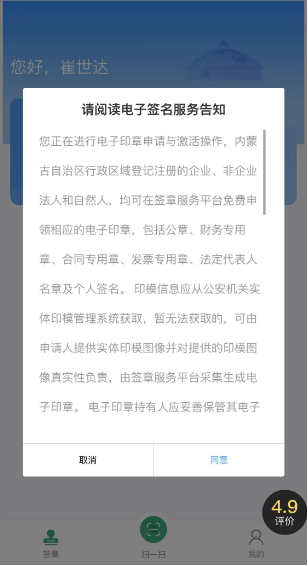 您好，崔世达
请阅读电子签名服务告知
您正在进行电子印章申请与激活操作，内蒙
古自治区行政区域登记注册的企业、非企业
法人和自然人，均可在签章服务平台免费申
领相应的电子印章，包括公章、财务专用
章、合同专用章、发票专用章、法定代表人
名章及个人签名。 印模信息应从公安机关实
体印模管理系统获取，暂无法获取的，可由
申请人提供实体印模图像并对提供的印模图
像真实性负责，由签章服务平台采集生成电
子印章。 电子印章持有人应妥善保管其电子
取消
同意
4.9
评价
签章
扫一扫
我的